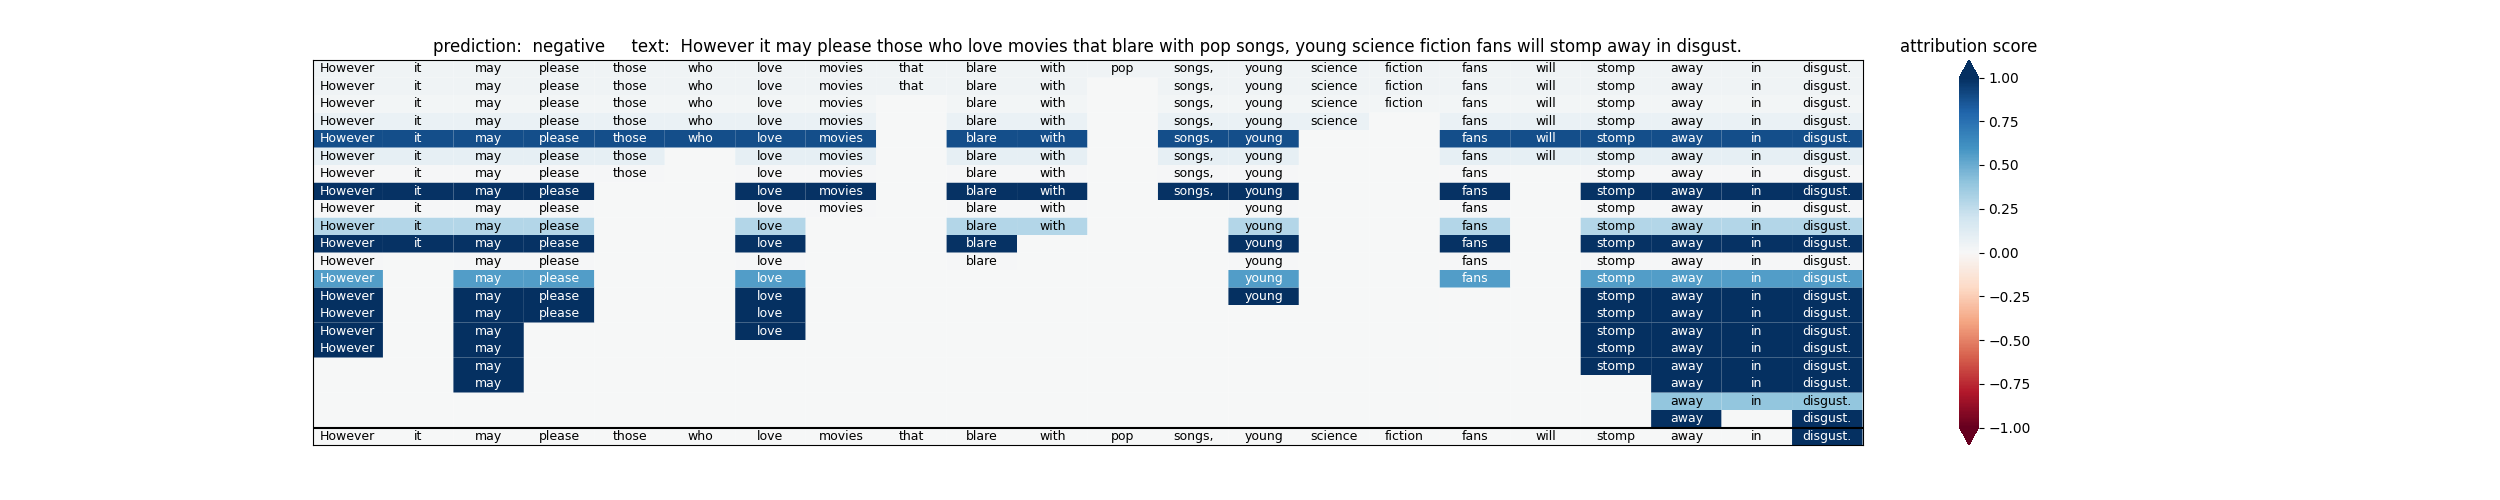 prediction:  negative     text:  However it may please those who love movies that blare with pop songs, young science fiction fans will stomp away in disgust.
attribution score
However it may please those who love movies that blare with pop songs, young science fiction fans will stomp away in disgust.
However it may please those who love movies that blare with songs, young science fiction fans will stomp away in disgust.
However it may please those who love movies blare with songs, young science fiction fans will stomp away in disgust.
However it may please those who love movies blare with songs, young science fans will stomp away in disgust.
However it may please those who love movies blare with songs, young fans will stomp away in disgust.
However it may please those love movies blare with songs, young fans will stomp away in disgust.
However it may please those love movies blare with songs, young fans stomp away in disgust.
However it may please love movies blare with songs, young fans stomp away in disgust.
However it may please love movies blare with young fans stomp away in disgust.
However it may please love blare with young fans stomp away in disgust.
However it may please love blare young fans stomp away in disgust.
However may please love blare young fans stomp away in disgust.
However may please love young fans stomp away in disgust.
However may please love young stomp away in disgust.
However may please love stomp away in disgust.
However may love stomp away in disgust.
However may stomp away in disgust.
may stomp away in disgust.
may away in disgust.
away in disgust.
away disgust.
However it may please those who love movies that blare with pop songs, young science fiction fans will stomp away in disgust.
1.00
0.75
0.50
0.25
0.00
−0.25
−0.50
−0.75
−1.00